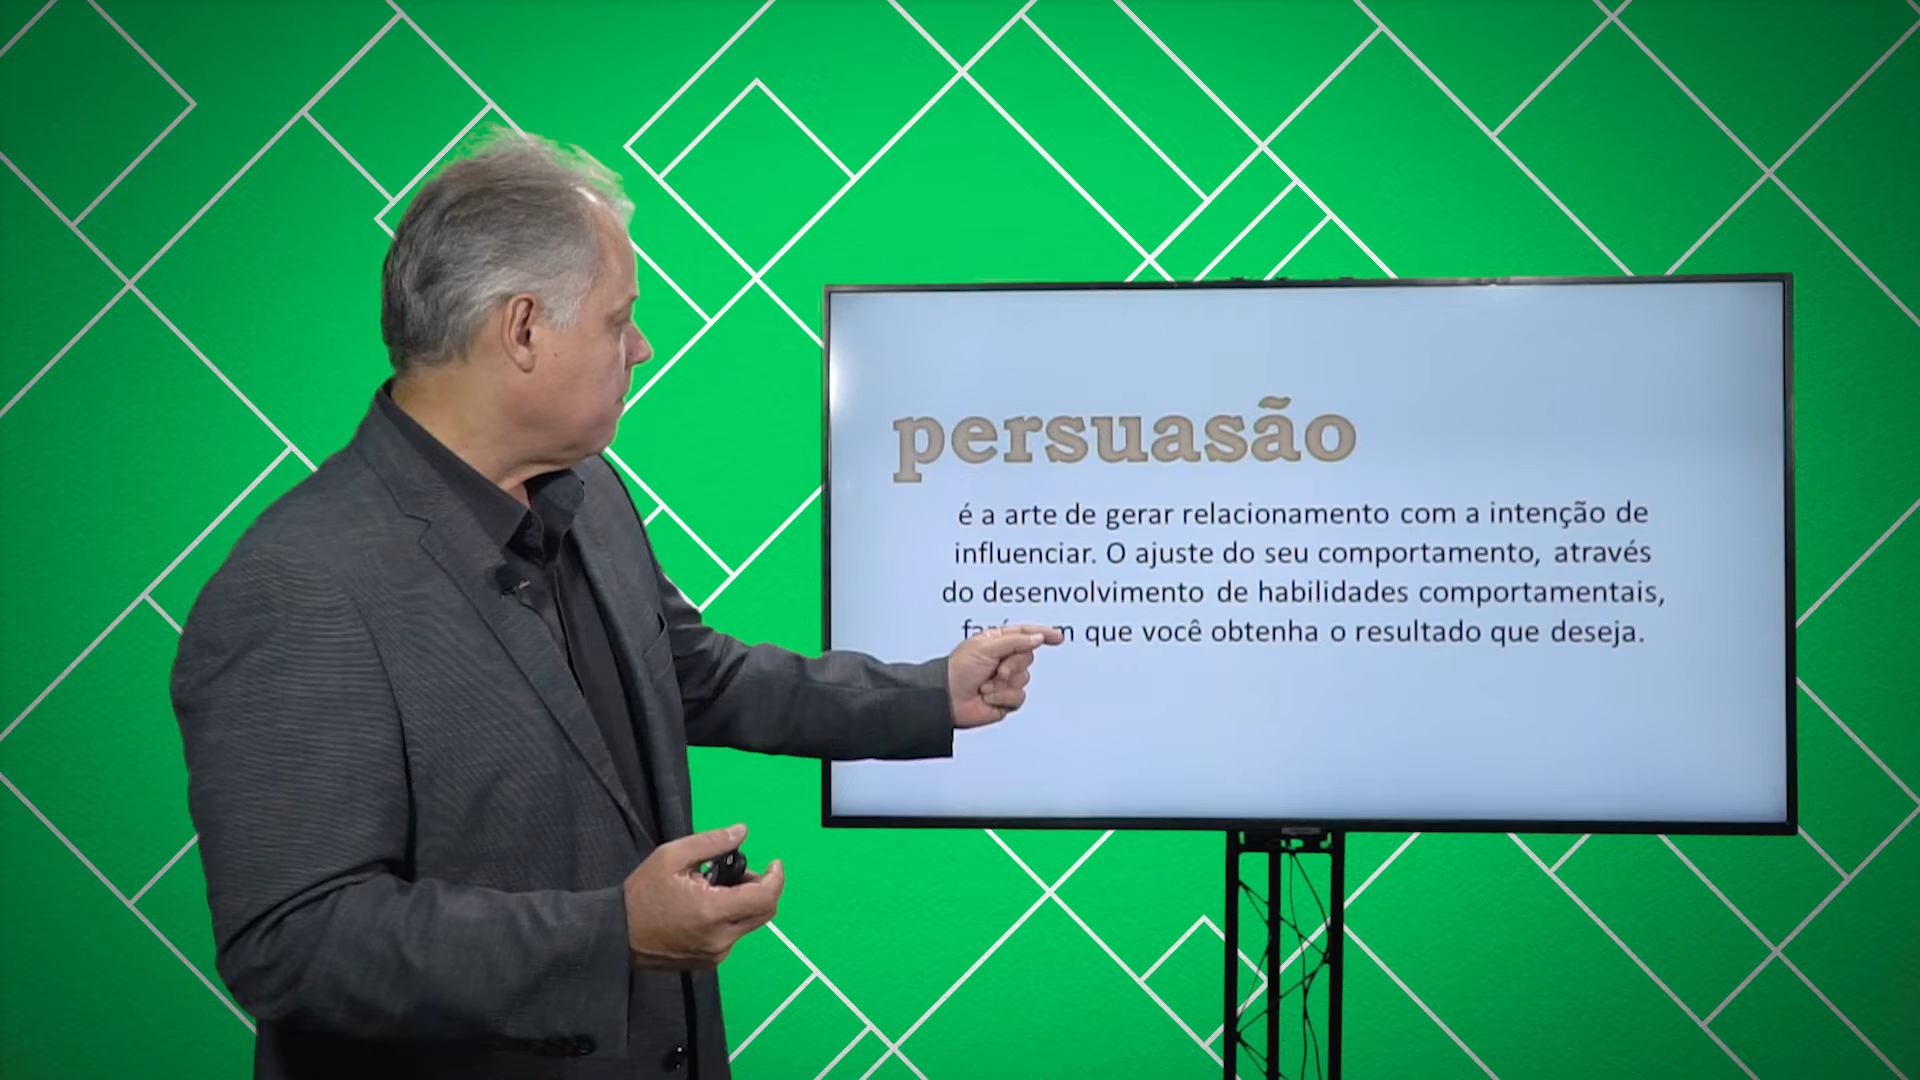 persuasão
é a arte de gerar relacionamento com a intenção de
influenciar. O ajuste do seu comportamento, através
do desenvolvimento de habilidades comportamentais,
que você obtenha o resultado que deseja.